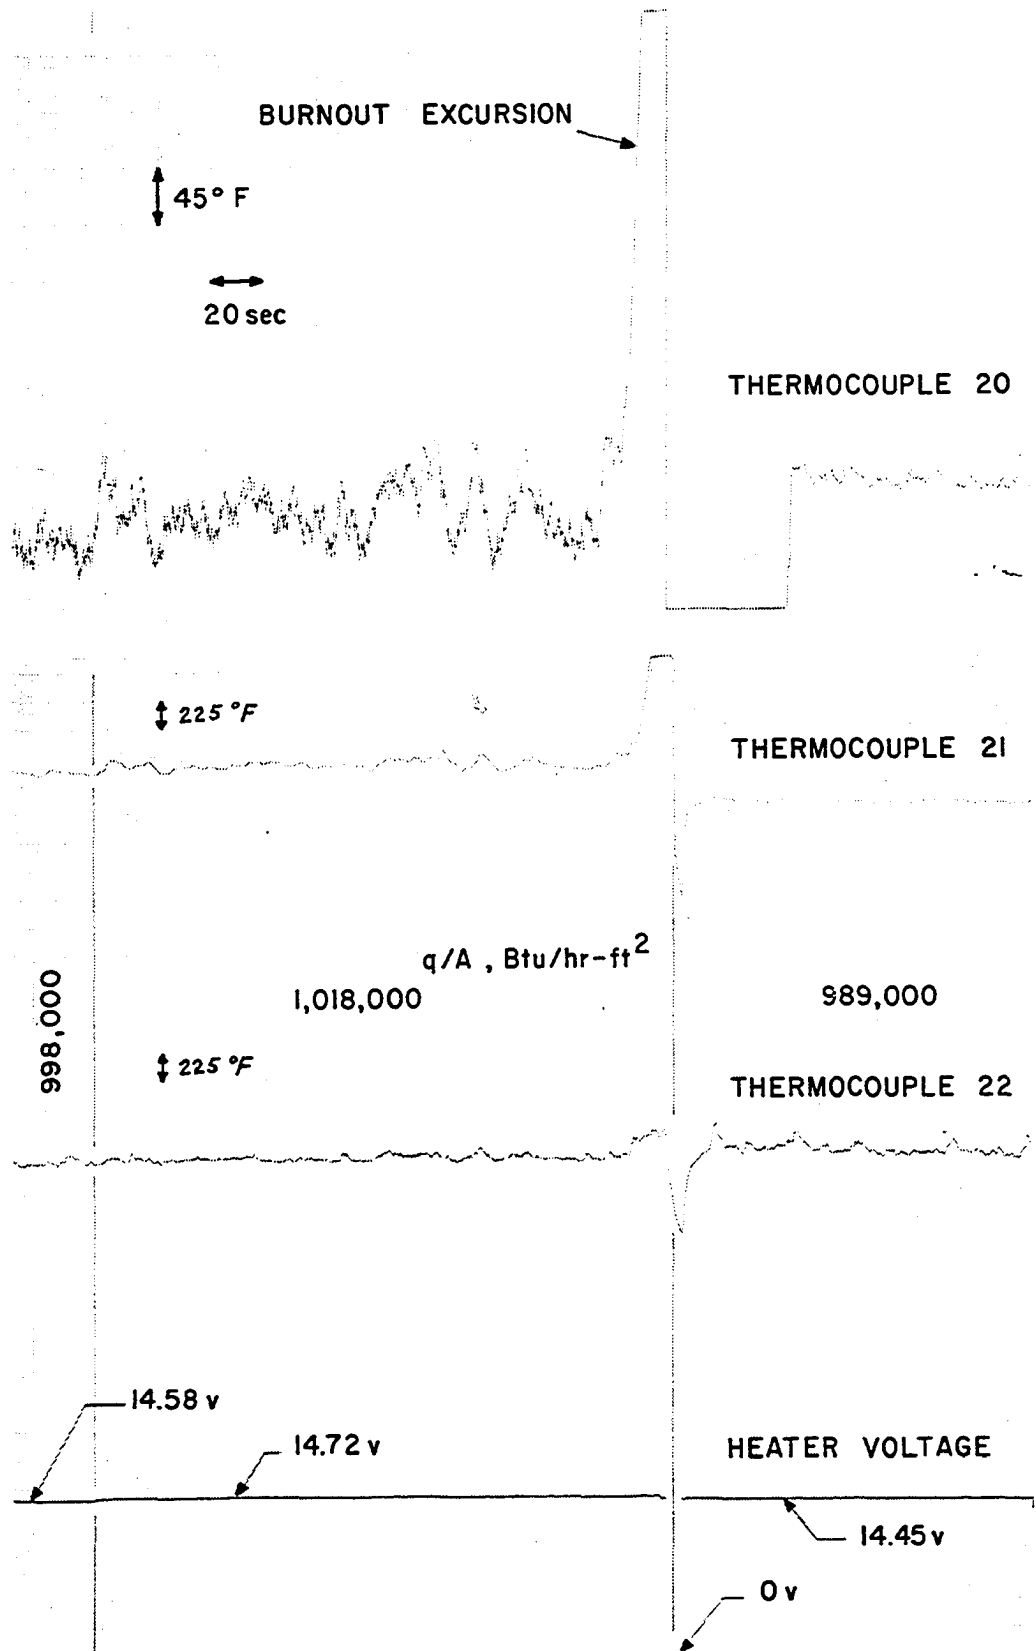 BURNOUT EXCURSION
45° F
20 sec
THERMOCOUPLE 20
225 °F
THERMOCOUPLE 21
q/A , Btu/hr-ft²
998,000
1,018,000
989,000
225 °F
THERMOCOUPLE 22
14.58 v
14.72 v
HEATER VOLTAGE
14.45 v
0 v